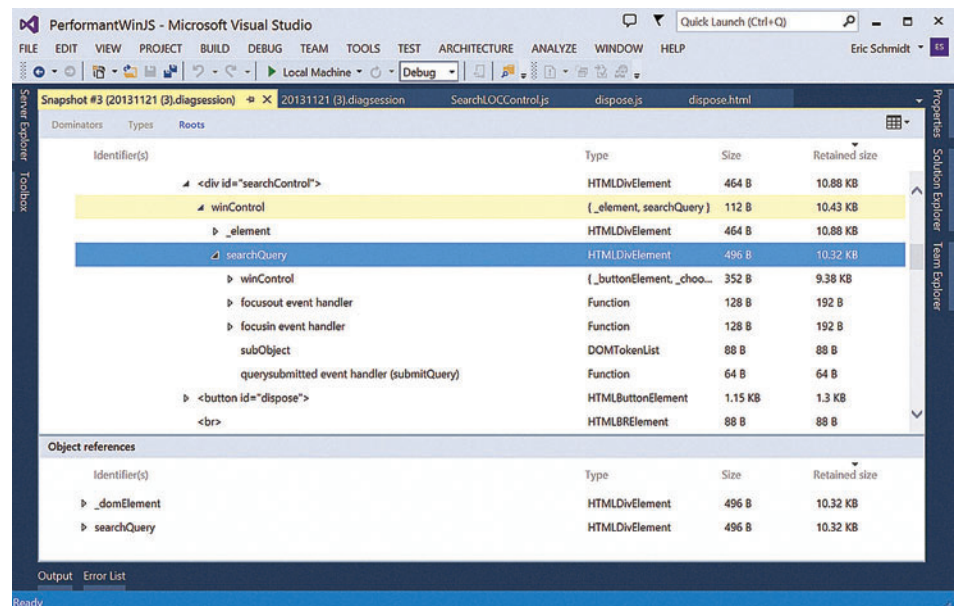 PerformantWinJS - Microsoft Visual Studio
Quick Launch (Ctrl+Q)
FILE EDIT VIEW PROJECT BUILD DEBUG TEAM TOOLS TEST ARCHITECTURE ANALYZE WINDOW HELP
Eric Schmidt ES
Local Machine Debug
Server Explorer
Toolbox
Snapshot #3 (20131121 (3).diagsession) 20131121 (3).diagsession SearchLOCControl.js dispose.js dispose.html
Dominators Types Roots
Identifier(s) Type Size Retained size
<div id="searchControl"> HTMLDivElement 464 B 10.88 KB
winControl {_element, searchQuery } 112 B 10.43 KB
_element HTMLDivElement 464 B 10.88 KB
searchQuery HTMLDivElement 496 B 10.32 KB
winControl {_buttonElement, _choo... 352 B 9.38 KB
focusout event handler Function 128 B 192 B
focusin event handler Function 128 B 192 B
subObject DOMTokenList 88 B 88 B
querysubmitted event handler (submitQuery) Function 64 B 64 B
<button id="dispose"> HTMLButtonElement 1.15 KB 1.3 KB
<br> HTMLBRElement 88 B 88 B
Object references
Identifier(s) Type Size Retained size
_domElement HTMLDivElement 496 B 10.32 KB
searchQuery HTMLDivElement 496 B 10.32 KB
Properties
Solution Explorer
Team Explorer
Output Error List
Ready